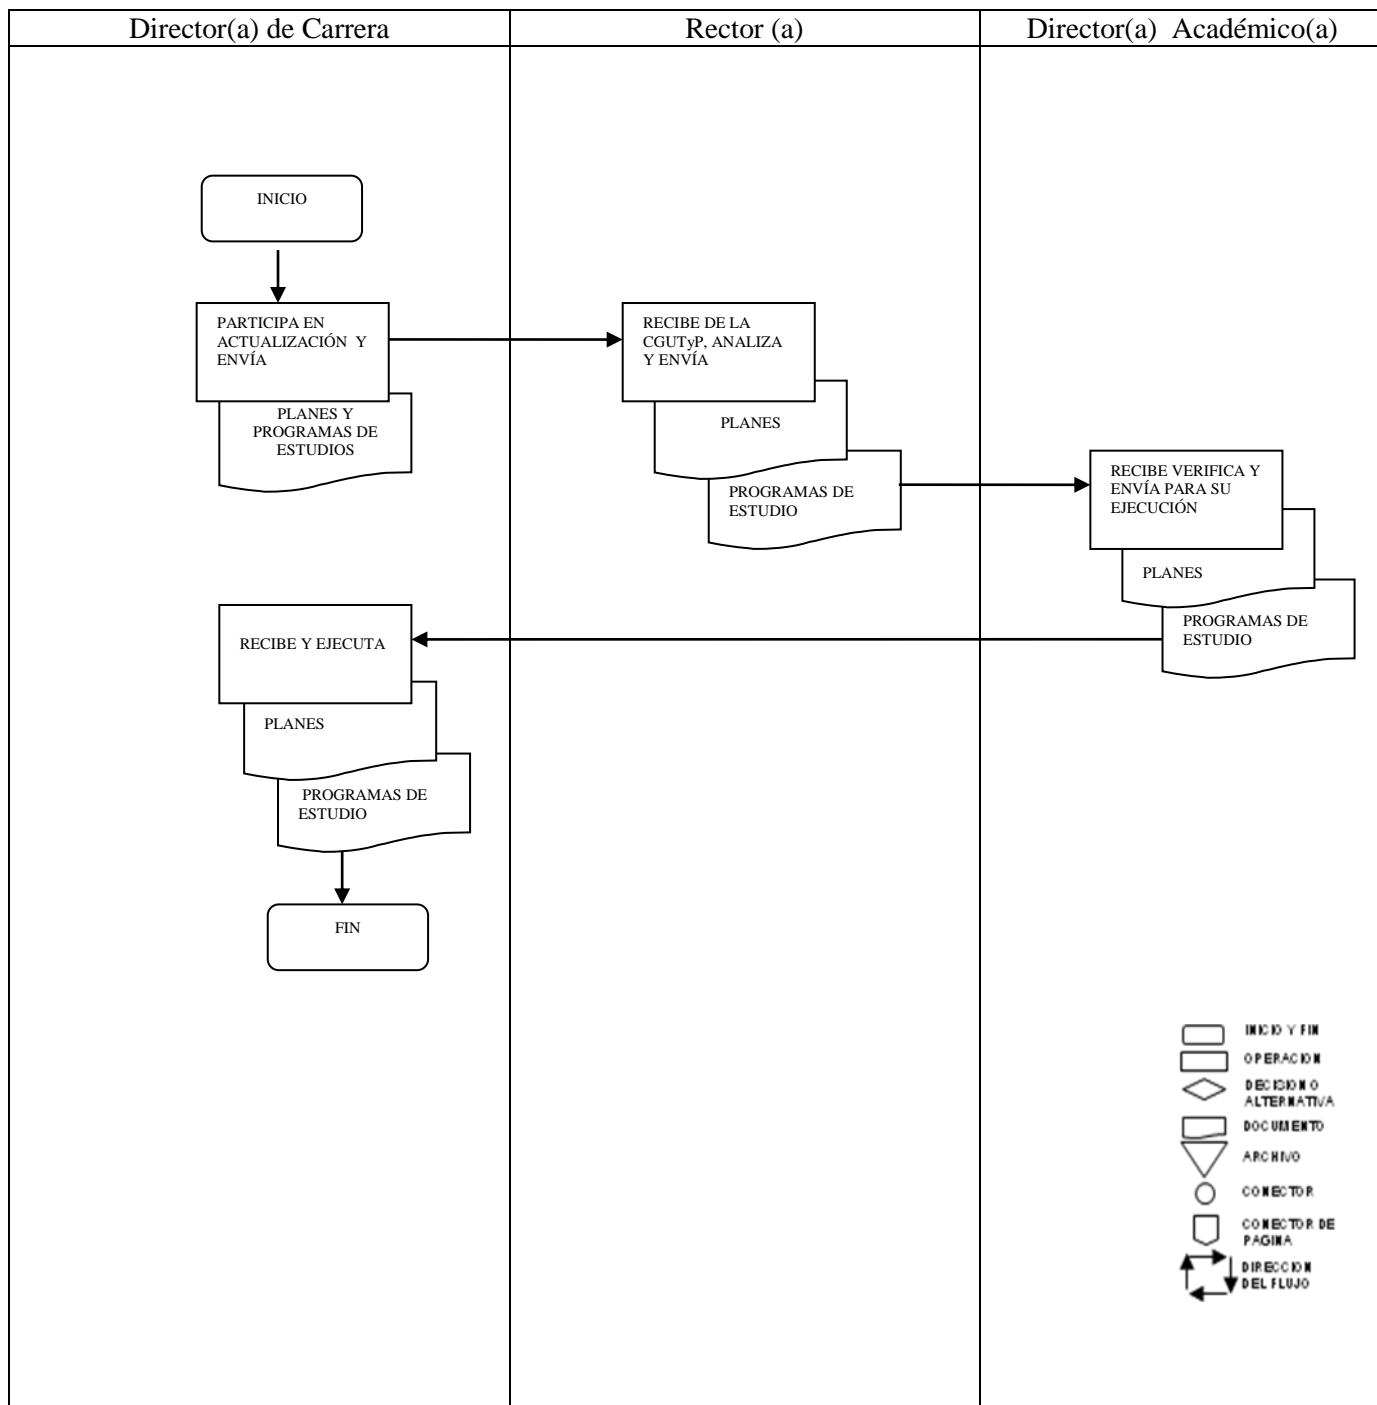 Director(a) de Carrera
Rector (a)
Director(a) Académico(a)
INICIO
PARTICIPA EN
ACTUALIZACIÓN Y
ENVÍA
PLANES Y
PROGRAMAS DE
ESTUDIOS
RECIBE DE LA
CGUTyP, ANALIZA
Y ENVÍA
PLANES
PROGRAMAS DE
ESTUDIO
RECIBE VERIFICA Y
ENVÍA PARA SU
EJECUCIÓN
PLANES
PROGRAMAS DE
ESTUDIO
RECIBE Y EJECUTA
PLANES
PROGRAMAS DE
ESTUDIO
FIN
INICIO Y FIN
OPERACION
DECISION O
ALTERNATIVA
DOCUMENTO
ARCHIVO
CONECTOR
CONECTOR DE
PAGINA
DIRECCION
DEL FLUJO